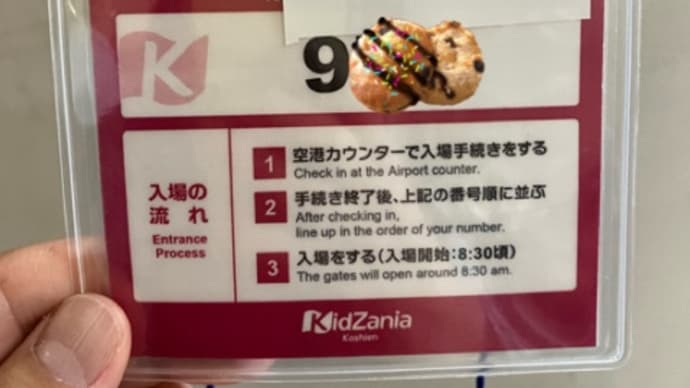 K
9
入場の
流れ
Entrance
Process
1 空港カウンターで入場手続きをする
Check in at the Airport counter.
2 手続き終了後、上記の番号順に並ぶ
After checking in,
line up in the order of your number.
3 入場をする(入場開始:8:30頃)
The gates will open around 8:30 am.
KidZania
Koshien